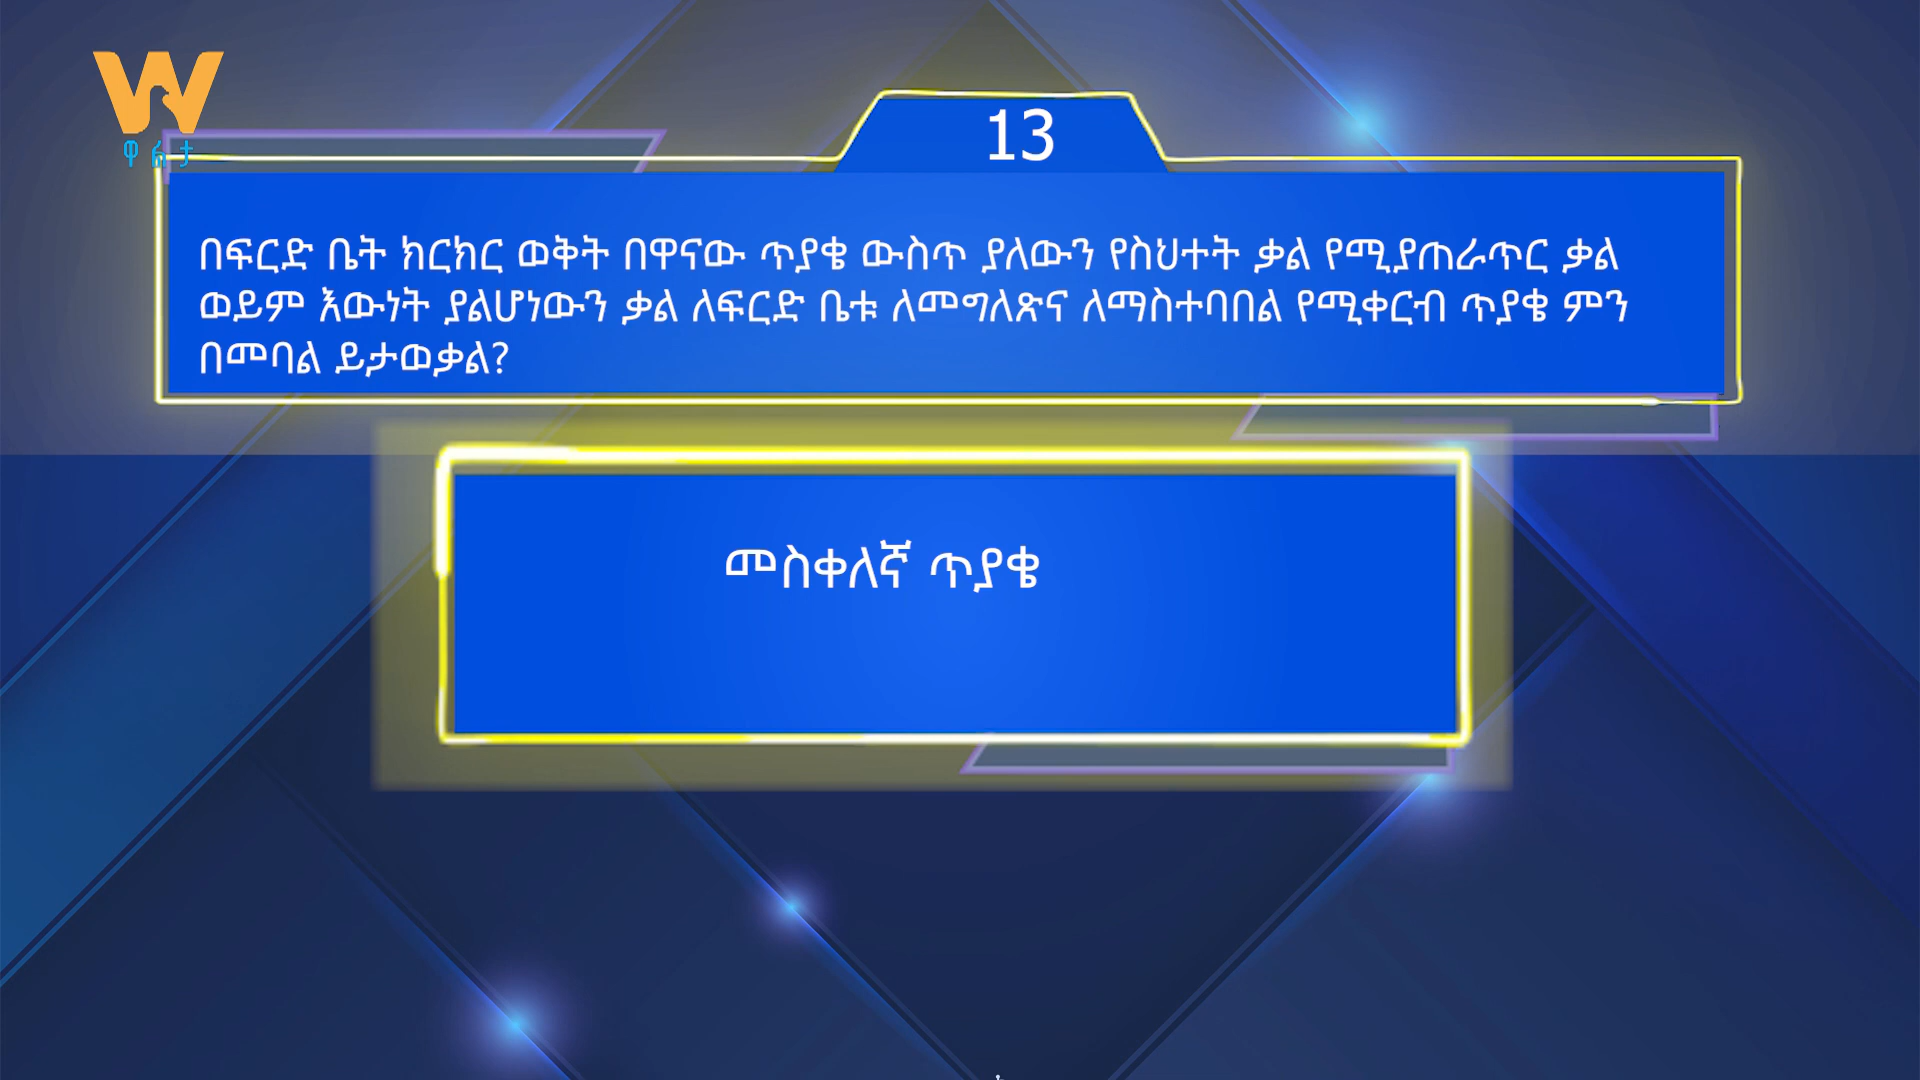 ዋልታ
13
በፍርድ ቤት ክርክር ወቅት በዋናው ጥያቄ ውስጥ ያለውን የስህተት ቃል የሚያጠራጥር ቃል
ወይም እውነት ያልሆነውን ቃል ለፍርድ ቤቱ ለመግለጽና ለማስተባበል የሚቀርብ ጥያቄ ምን
በመባል ይታወቃል?
መስቀለኛ ጥያቄ